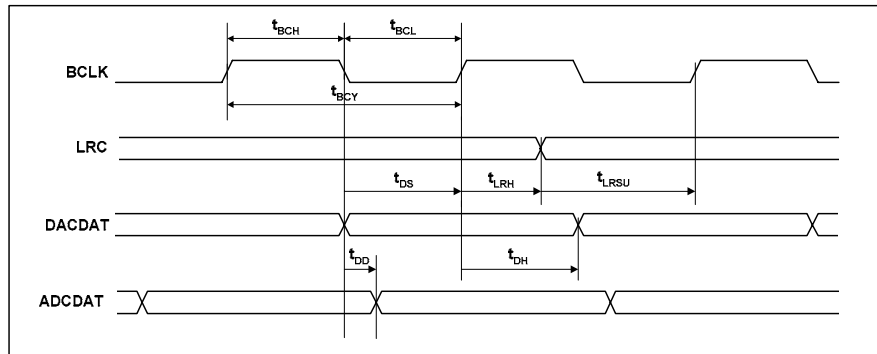 tBCH tBCL
BCLK
tBCY
LRC
tDS tLRH tLRSU
DACDAT
tDD tDH
ADCDAT